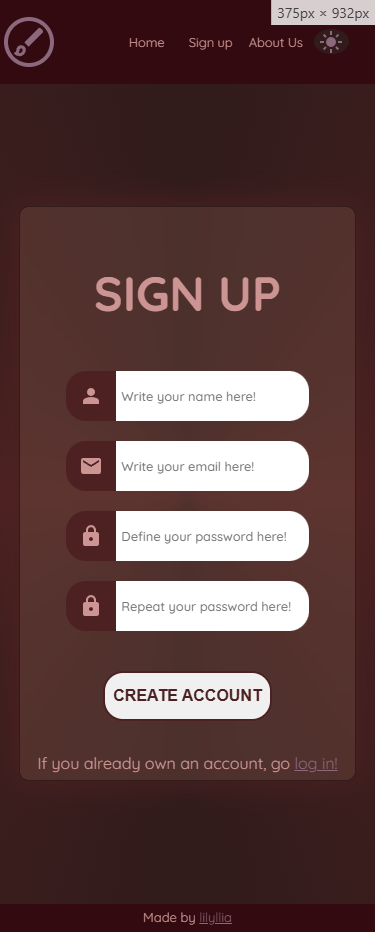 375px × 932px
Home Sign up About Us
SIGN UP
Write your name here!
Write your email here!
Define your password here!
Repeat your password here!
CREATE ACCOUNT
If you already own an account, go log in!
Made by lilyllia